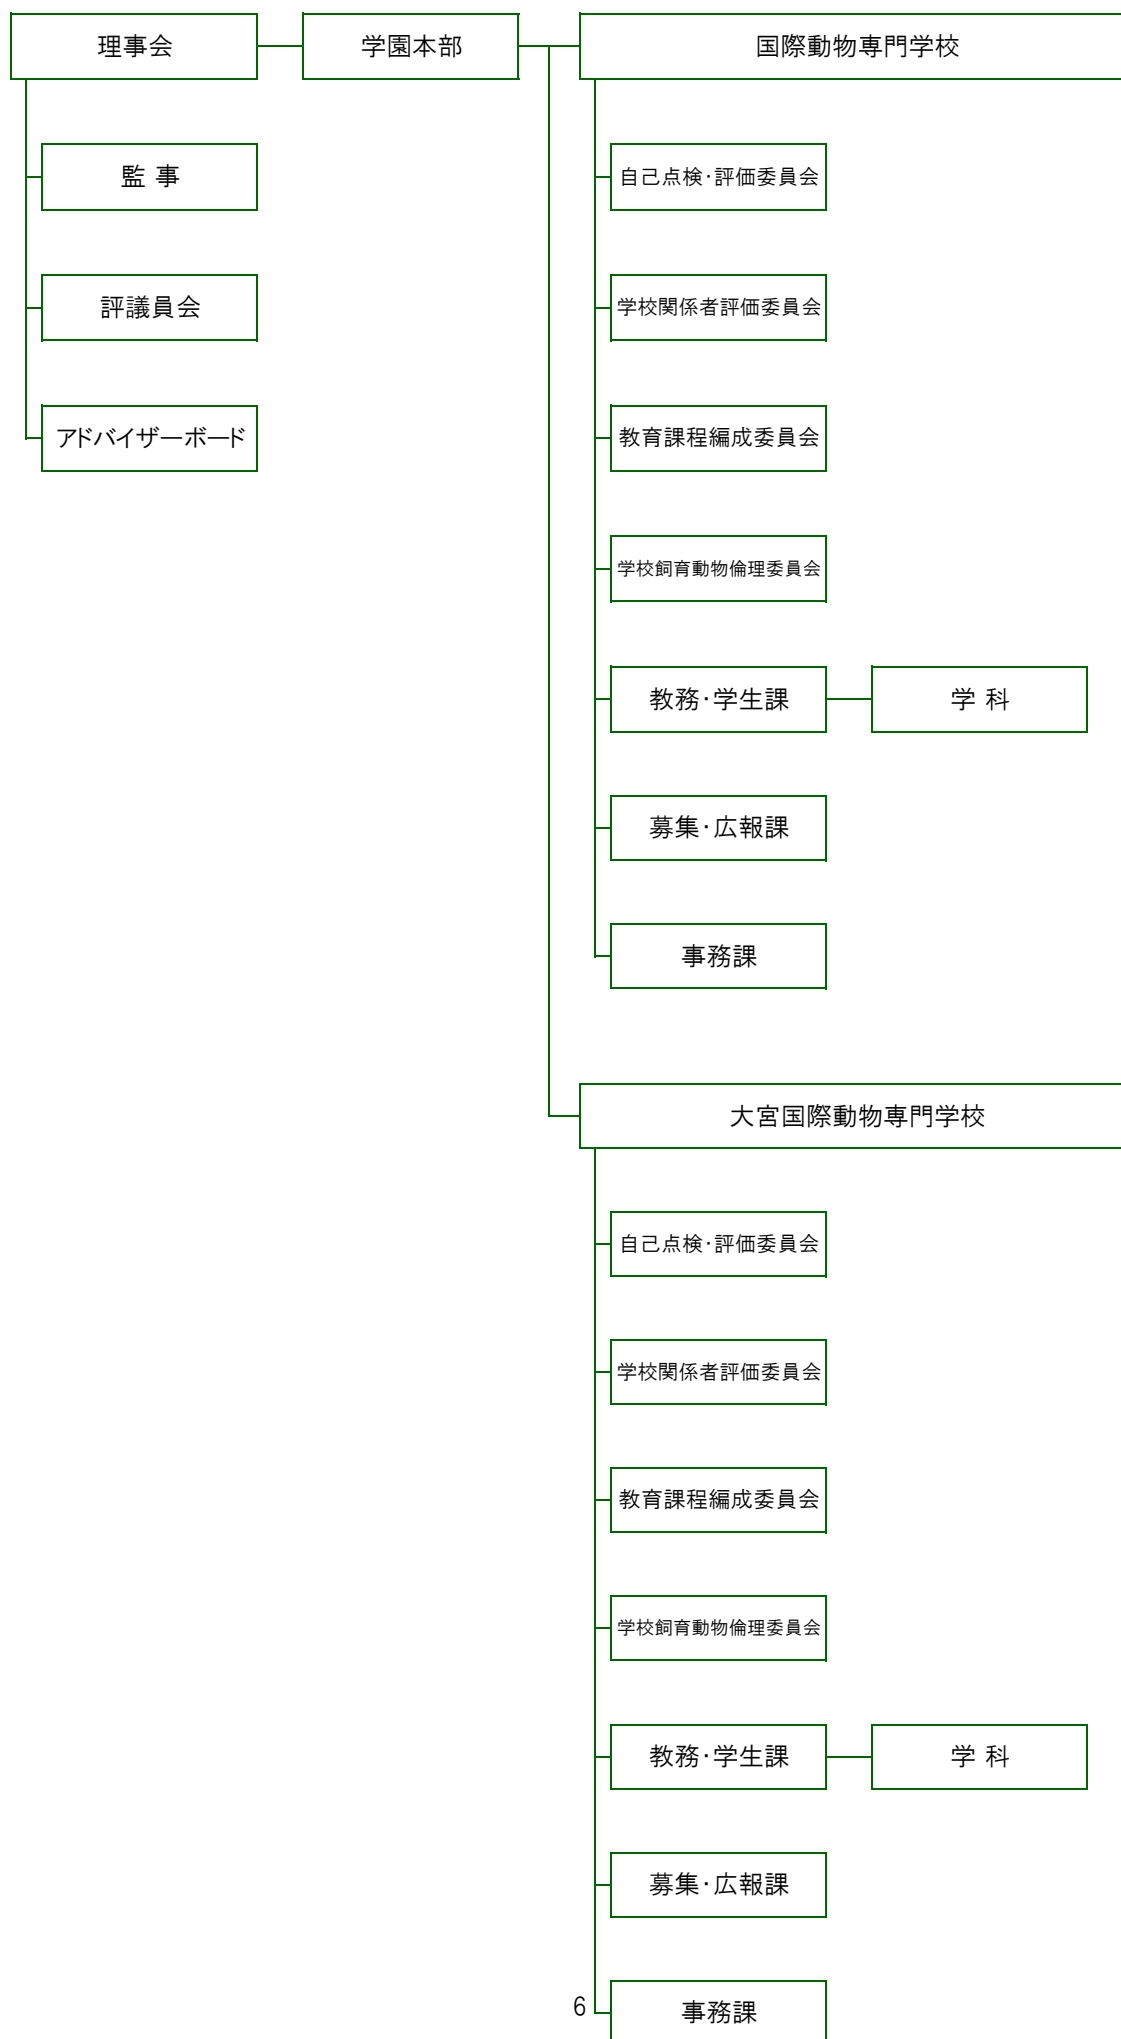 理事会
学園本部
国際動物専門学校
監 事
自己点検・評価委員会
評議員会
学校関係者評価委員会
アドバイザーボード
教育課程編成委員会
学校飼育動物倫理委員会
教務・学生課
学 科
募集・広報課
事務課
大宮国際動物専門学校
自己点検・評価委員会
学校関係者評価委員会
教育課程編成委員会
学校飼育動物倫理委員会
教務・学生課
学 科
募集・広報課
6
事務課